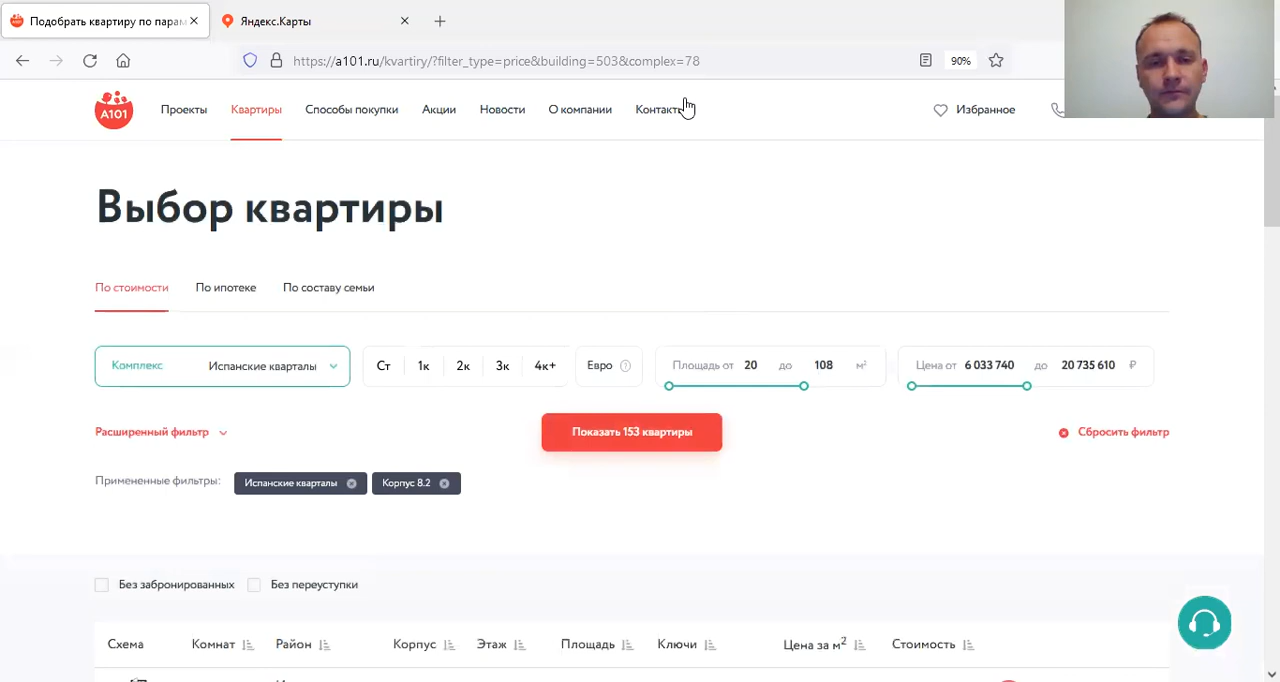 Подобрать квартиру по парам
Яндекс.Карты
https://a101.ru/kvartiry/?filter_type=price&building=503&complex=78
90%
А101
Проекты
Квартиры
Способы покупки
Акции
Новости
О компании
Контакты
Избранное
Выбор квартиры
По стоимости
По ипотеке
По составу семьи
Комплекс Испанские кварталы
Ст 1к 2к 3к 4к+
Евро ?
Площадь от 20 до 108 м²
Цена от 6 033 740 до 20 735 610 ₽
Расширенный фильтр
Показать 153 квартиры
Сбросить фильтр
Примененные фильтры:
Испанские кварталы
Корпус 8.2
Без забронированных
Без переуступки
Схема Комнат Район Корпус Этаж Площадь Ключи Цена за м² Стоимость